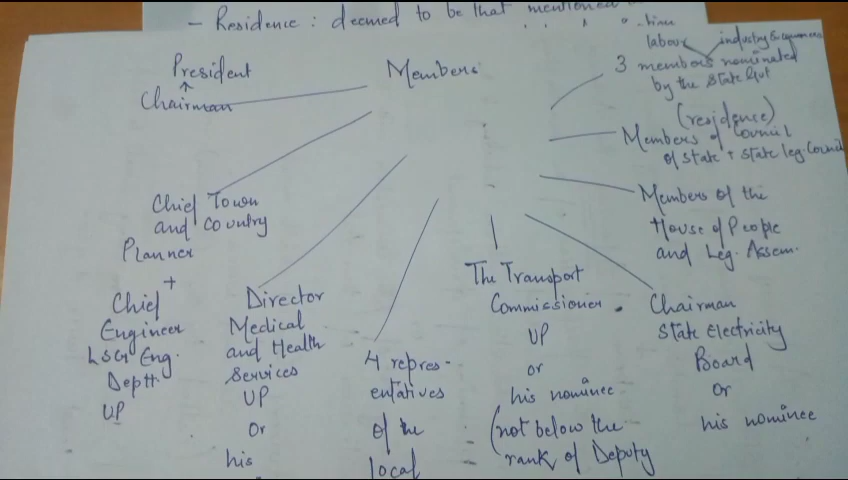 - Residence : deemed to be that mentioned
President
↑
Chairman
Members
labour
industry & commerce
3 members nominated
by the State Govt
(residence)
Members of Council
of State + State leg. Council
Members of the
House of People
and Leg. Assem.
Chief Town
and Country
Planner
+
Chief
Engineer
LSG Eng.
Deptt.
UP
Director
Medical
and Health
Services
UP
Or
his
4 repres-
entatives
of the
local
The Transport
Commissioner.
UP
or
his nominee
(not below the
rank of Deputy
Chairman
State Electricity
Board
Or
his nominee